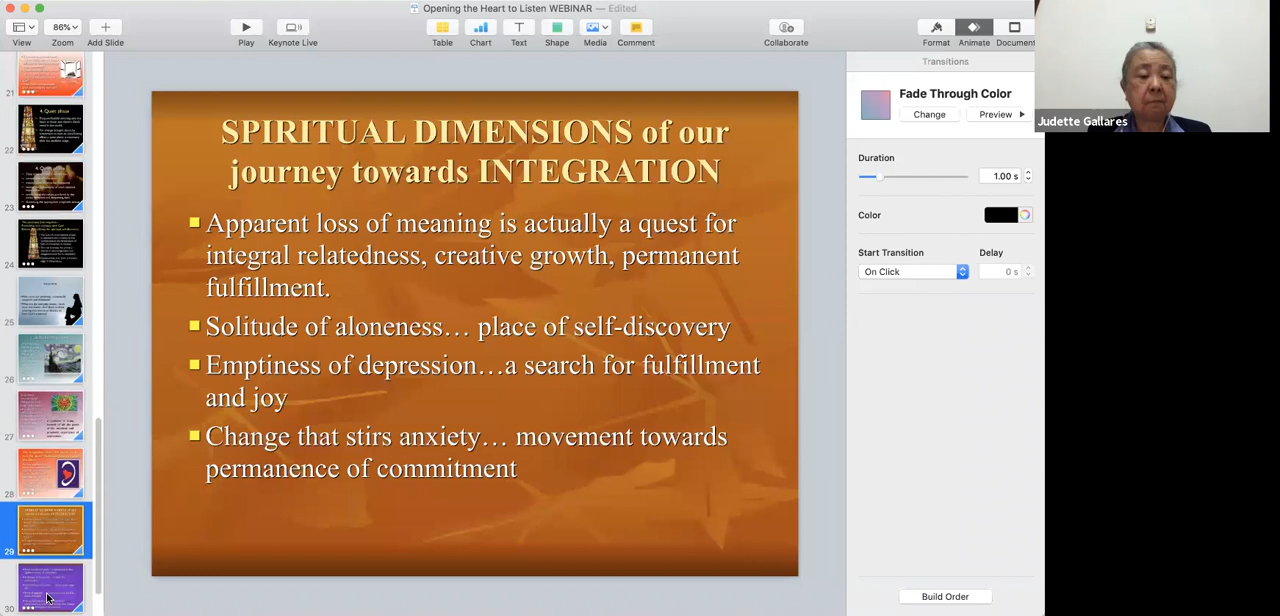 Opening the Heart to Listen WEBINAR — Edited
View
86%
Zoom
Add Slide
Play
Keynote Live
Table
Chart
Text
Shape
Media
Comment
Collaborate
Format
Animate
Document
Judette Gallares
Transitions
Fade Through Color
Change
Preview
Duration
1.00 s
Color
Start Transition
Delay
On Click
0 s
Build Order
21
22
23
24
25
26
27
28
29
30
SPIRITUAL DIMENSIONS of our
journey towards INTEGRATION
Apparent loss of meaning is actually a quest for
integral relatedness, creative growth, permanent
fulfillment.
Solitude of aloneness… place of self-discovery
Emptiness of depression…a search for fulfillment
and joy
Change that stirs anxiety… movement towards
permanence of commitment